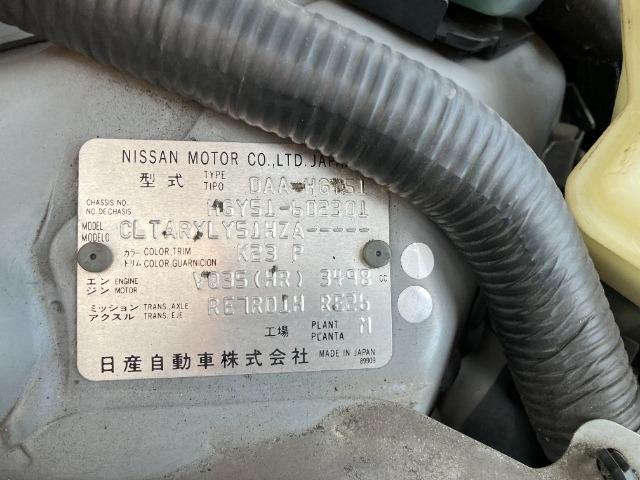 NISSAN MOTOR CO.,LTD. JAPAN
型式 TYPE TIPO DAA-HGY51
CHASSIS NO. NO.DE CHASIS HGY51-602301
MODEL MODELO CLTARYLY51HZA-----
カラー トリム COLOR,TRIM COLOR,GUARNICION K23 P
エンジン ENGINE MOTOR VQ35(HR) 3498 cc
ミッション アクスル TRANS.,AXLE TRANS.,EJE RE7R01H RE25
工場 PLANT PLANTA M
日産自動車株式会社 MADE IN JAPAN
89909